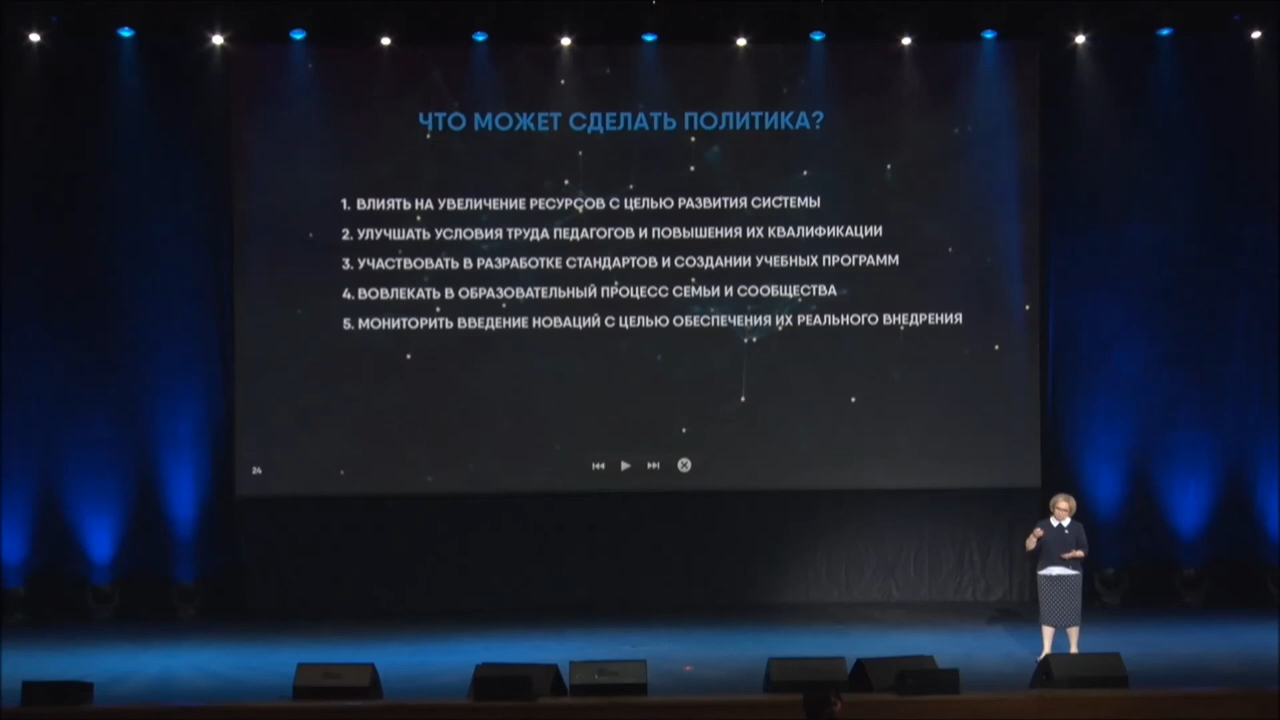 ЧТО МОЖЕТ СДЕЛАТЬ ПОЛИТИКА?
1. ВЛИЯТЬ НА УВЕЛИЧЕНИЕ РЕСУРСОВ С ЦЕЛЬЮ РАЗВИТИЯ СИСТЕМЫ
2. УЛУЧШАТЬ УСЛОВИЯ ТРУДА ПЕДАГОГОВ И ПОВЫШЕНИЯ ИХ КВАЛИФИКАЦИИ
3. УЧАСТВОВАТЬ В РАЗРАБОТКЕ СТАНДАРТОВ И СОЗДАНИИ УЧЕБНЫХ ПРОГРАММ
4. ВОВЛЕКАТЬ В ОБРАЗОВАТЕЛЬНЫЙ ПРОЦЕСС СЕМЬИ И СООБЩЕСТВА
5. МОНИТОРИТЬ ВВЕДЕНИЕ НОВАЦИЙ С ЦЕЛЬЮ ОБЕСПЕЧЕНИЯ ИХ РЕАЛЬНОГО ВНЕДРЕНИЯ
24